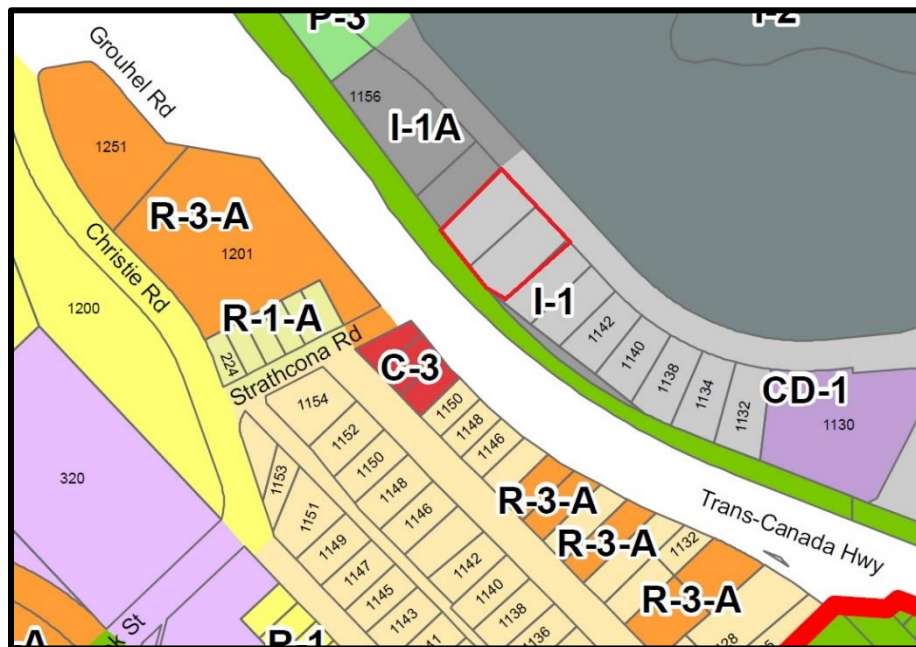 P-3
I-2
Grouhel Rd
1156
I-1A
1251
R-3-A
1201
Christie Rd
1200
R-1-A
224
Strathcona Rd
I-1
1142
1140
1138
1134
1132
CD-1
1130
C-3
1154
1150
1148
1146
1152
1150
1148
1146
1153
1151
1149
1147
1145
1143
1142
1140
1138
1136
320
R-3-A
R-3-A
R-3-A
1132
Trans-Canada Hwy
R-1
-A